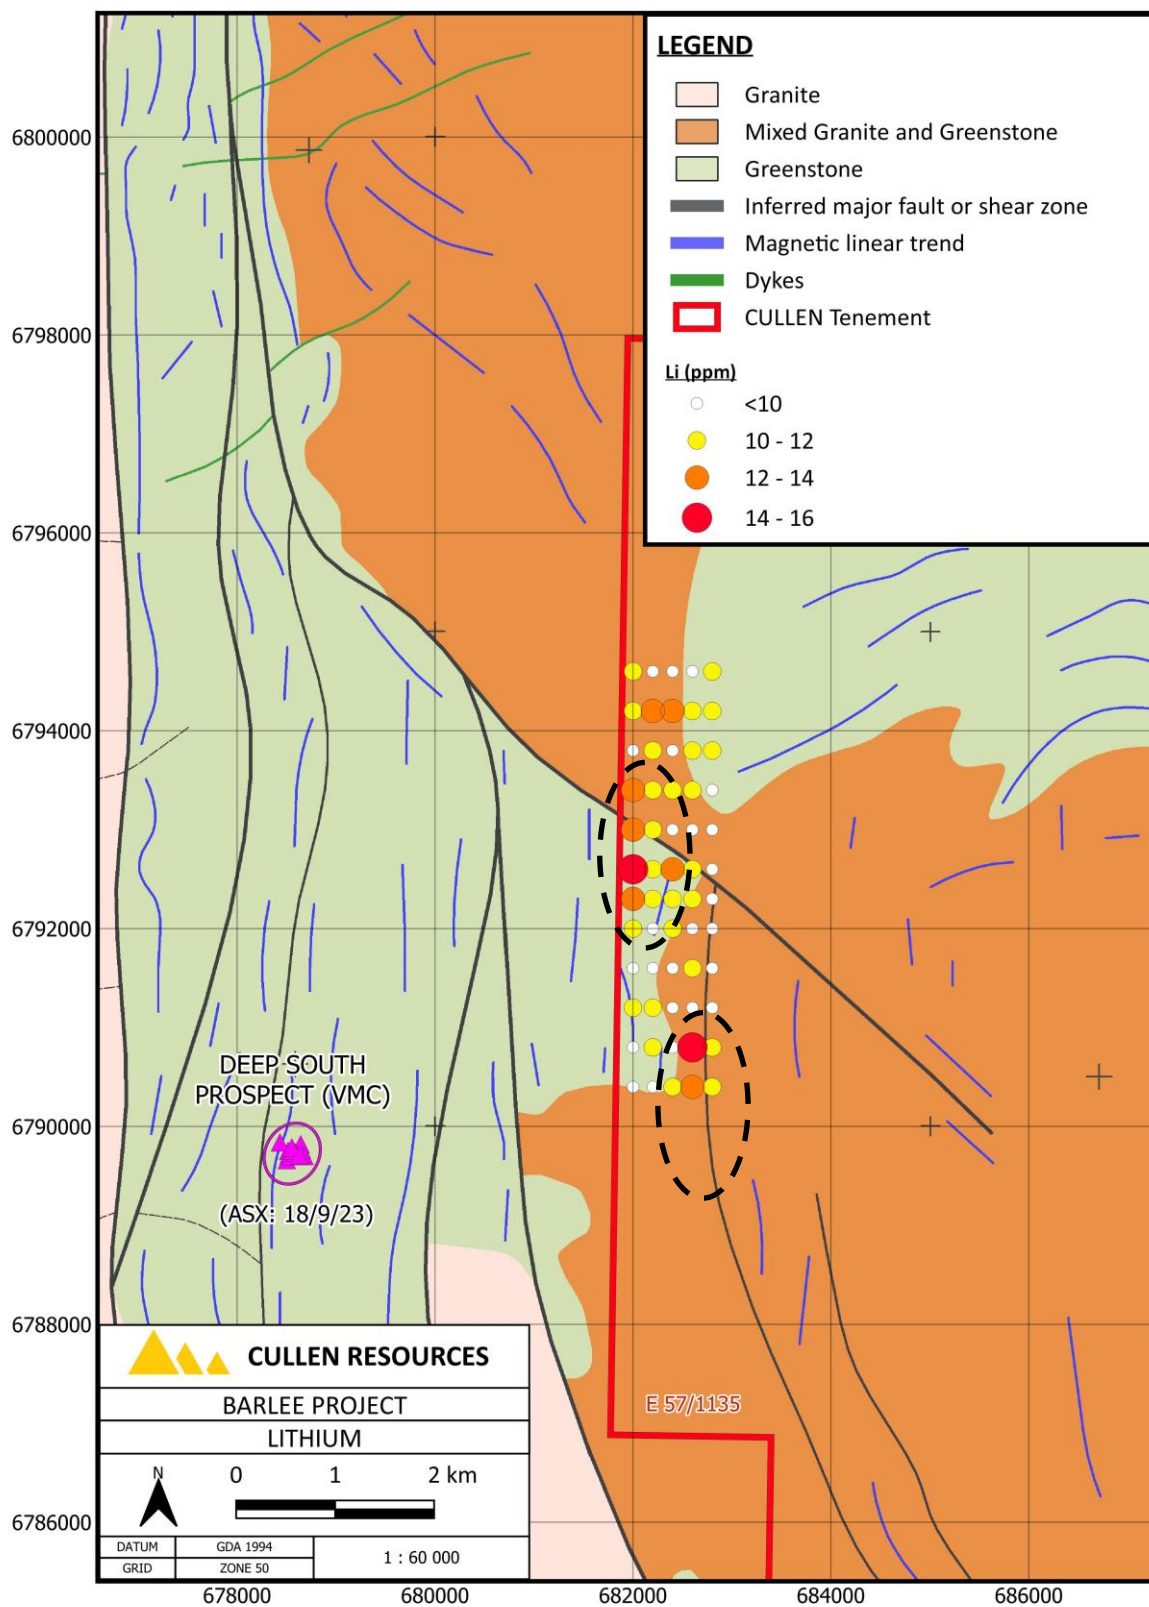 LEGEND
Granite
Mixed Granite and Greenstone
Greenstone
Inferred major fault or shear zone
Magnetic linear trend
Dykes
CULLEN Tenement
Li (ppm)
<10
10 - 12
12 - 14
14 - 16
6800000
6798000
6796000
6794000
6792000
6790000
6788000
6786000
DEEP SOUTH
PROSPECT (VMC)
(ASX: 18/9/23)
E 57/1135
CULLEN RESOURCES
BARLEE PROJECT
LITHIUM
N
0 1 2 km
DATUM GDA 1994
GRID ZONE 50
1 : 60 000
678000 680000 682000 684000 686000